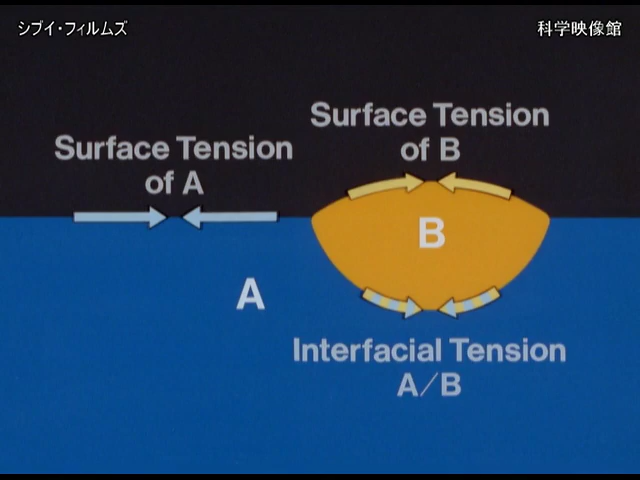 シブイ・フィルムズ
科学映像館
Surface Tension
of A
Surface Tension
of B
B
A
Interfacial Tension
A/B